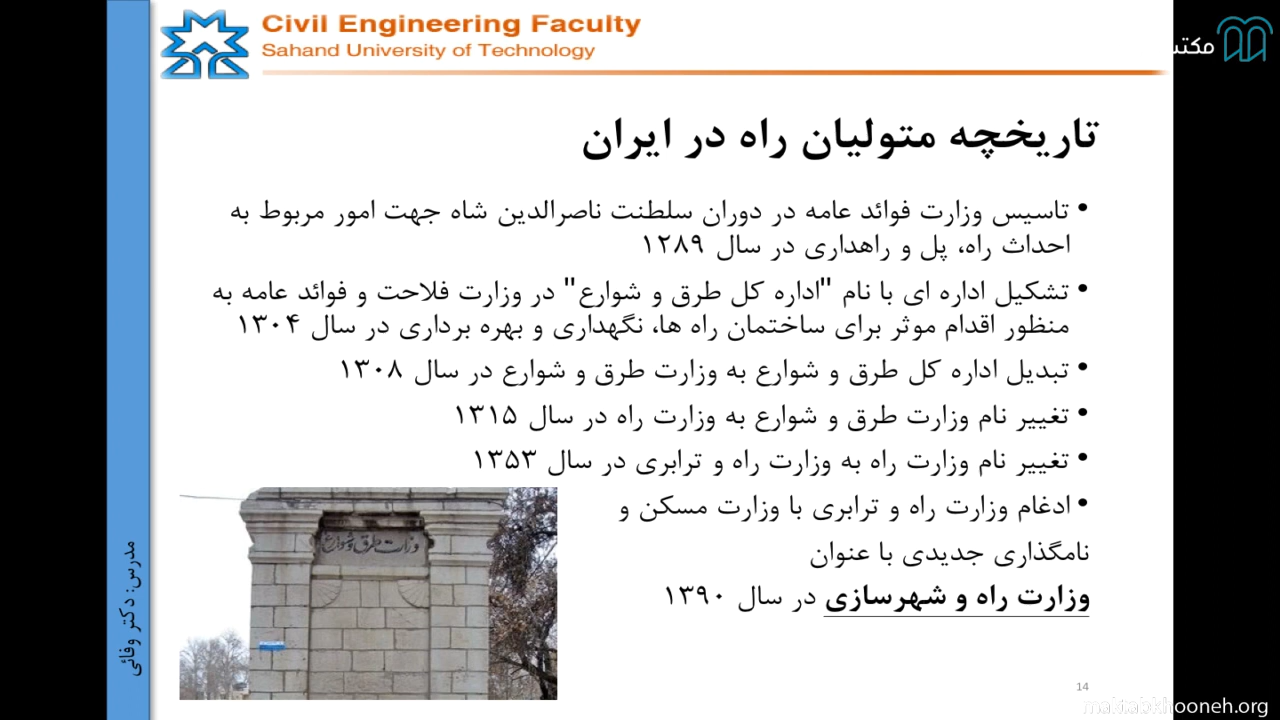 Civil Engineering Faculty
Sahand University of Technology
مکتب
تاریخچه متولیان راه در ایران
• تاسیس وزارت فوائد عامه در دوران سلطنت ناصرالدین شاه جهت امور مربوط به
احداث راه، پل و راهداری در سال ۱۲۸۹
• تشکیل اداره ای با نام "اداره کل طرق و شوارع" در وزارت فلاحت و فوائد عامه به
منظور اقدام موثر برای ساختمان راه ها، نگهداری و بهره برداری در سال ۱۳۰۴
• تبدیل اداره کل طرق و شوارع به وزارت طرق و شوارع در سال ۱۳۰۸
• تغییر نام وزارت طرق و شوارع به وزارت راه در سال ۱۳۱۵
• تغییر نام وزارت راه به وزارت راه و ترابری در سال ۱۳۵۳
• ادغام وزارت راه و ترابری با وزارت مسکن و
نامگذاری جدیدی با عنوان
وزارت راه و شهرسازی در سال ۱۳۹۰
وزارت طرق و شوارع
مدرس: دکتر وفائی
14
maktabkhooneh.org